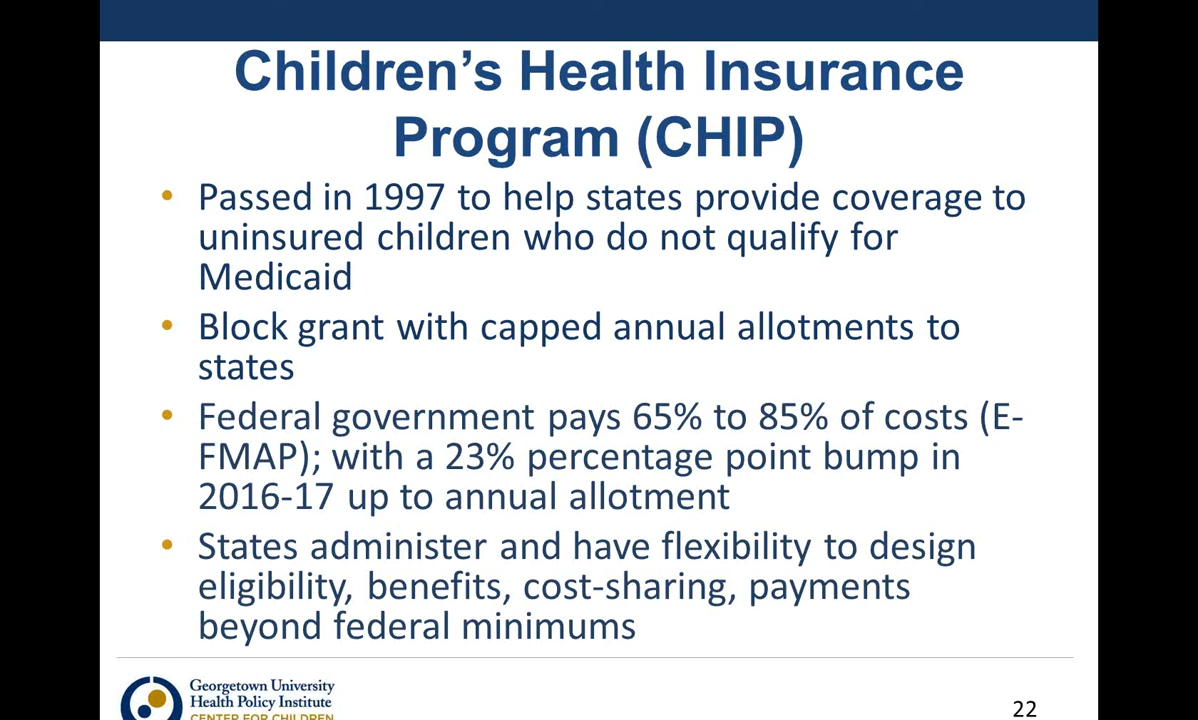 Children’s Health Insurance
Program (CHIP)
• Passed in 1997 to help states provide coverage to
uninsured children who do not qualify for
Medicaid
• Block grant with capped annual allotments to
states
• Federal government pays 65% to 85% of costs (E-
FMAP); with a 23% percentage point bump in
2016-17 up to annual allotment
• States administer and have flexibility to design
eligibility, benefits, cost-sharing, payments
beyond federal minimums
Georgetown University
Health Policy Institute
CENTER FOR CHILDREN
22